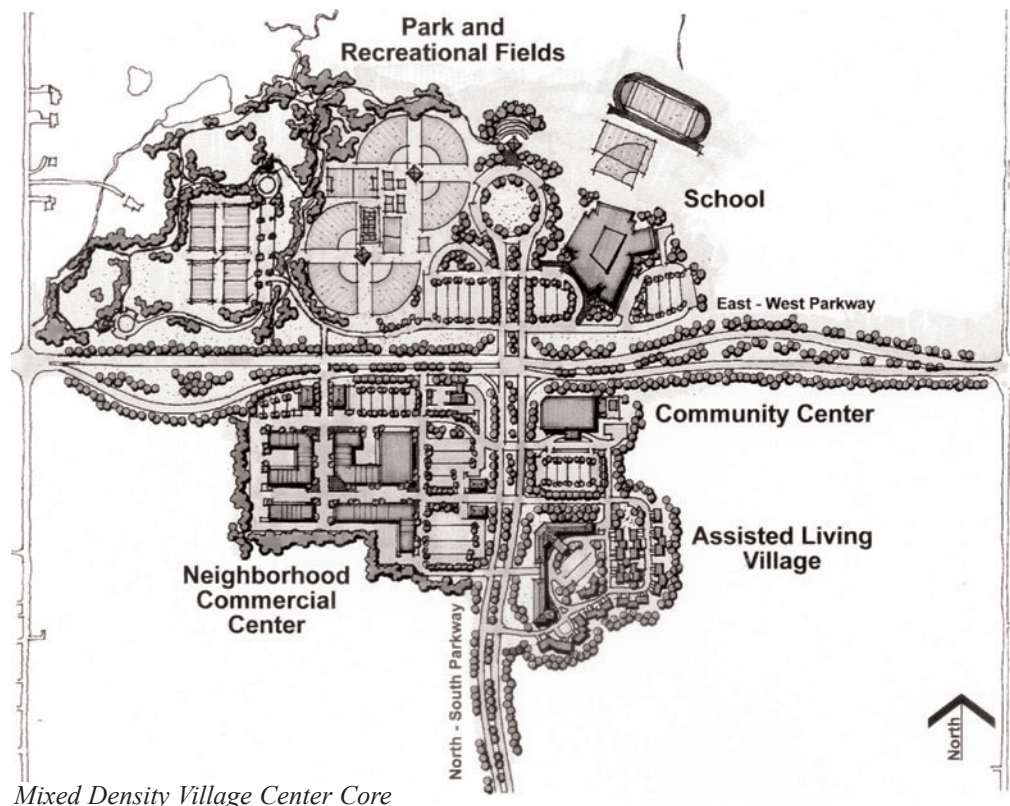 Park and
Recreational Fields
School
East - West Parkway
Community Center
Assisted Living
Village
Neighborhood
Commercial
Center
North - South Parkway
North
Mixed Density Village Center Core